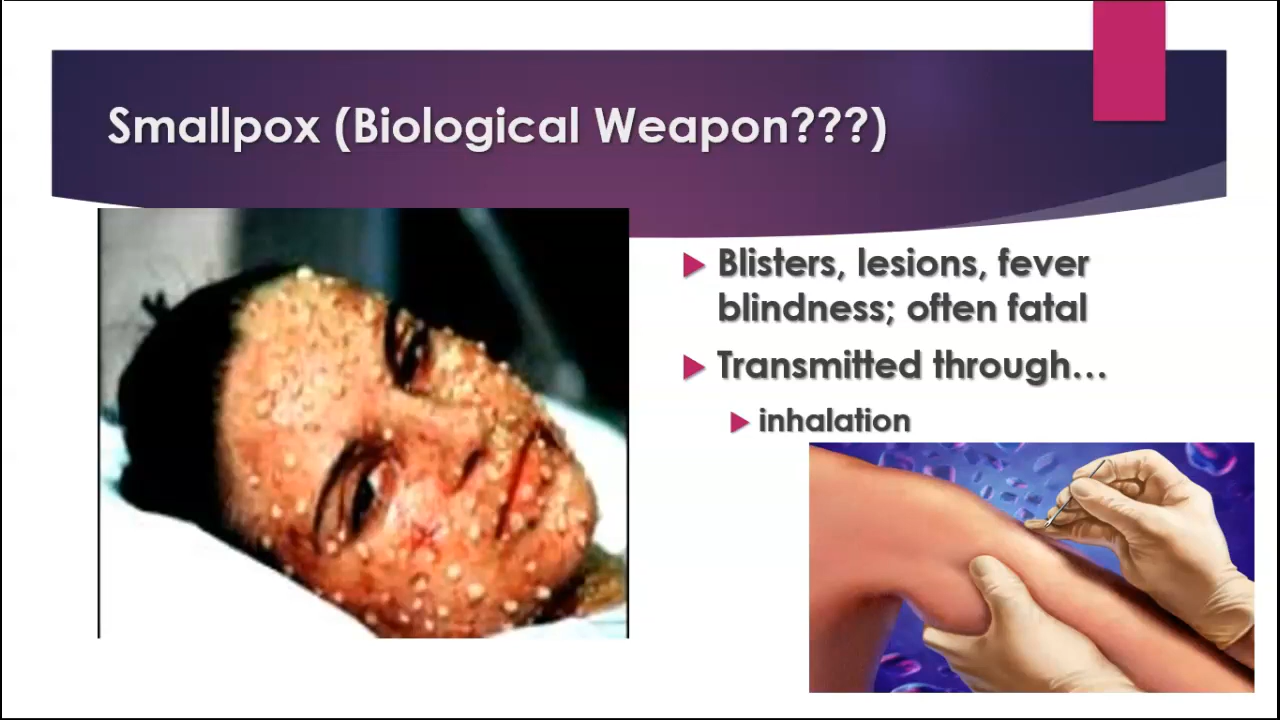 Smallpox (Biological Weapon???)
Blisters, lesions, fever
blindness; often fatal
Transmitted through...
inhalation